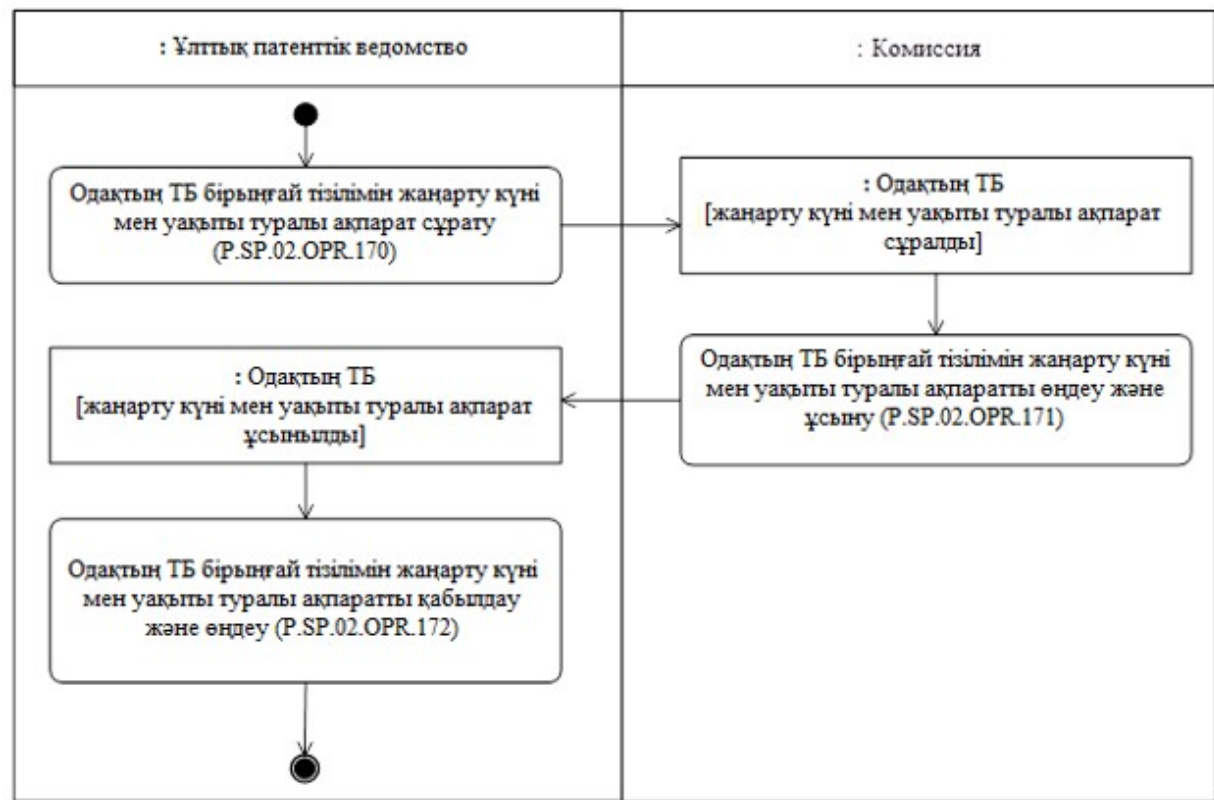 : Ұлттық патенттік ведомство
: Комиссия
Одақтың ТБ бірыңғай тізілімін жаңарту күні
мен уақыты туралы ақпарат сұрату
(P.SP.02.OPR.170)
: Одақтың ТБ
[жаңарту күні мен уақыты туралы ақпарат
сұралды]
Одақтың ТБ бірыңғай тізілімін жаңарту күні
мен уақыты туралы ақпаратты өңдеу және
ұсыну (P.SP.02.OPR.171)
: Одақтың ТБ
[жаңарту күні мен уақыты туралы ақпарат
ұсынылды]
Одақтың ТБ бірыңғай тізілімін жаңарту күні
мен уақыты туралы ақпаратты қабылдау
және өңдеу (P.SP.02.OPR.172)